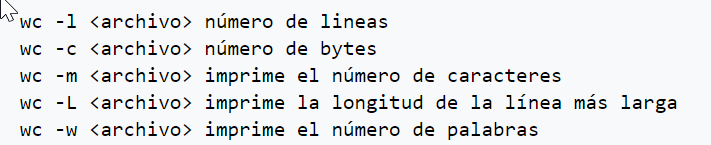 wc -l <archivo> número de lineas
wc -c <archivo> número de bytes
wc -m <archivo> imprime el número de caracteres
wc -L <archivo> imprime la longitud de la línea más larga
wc -w <archivo> imprime el número de palabras